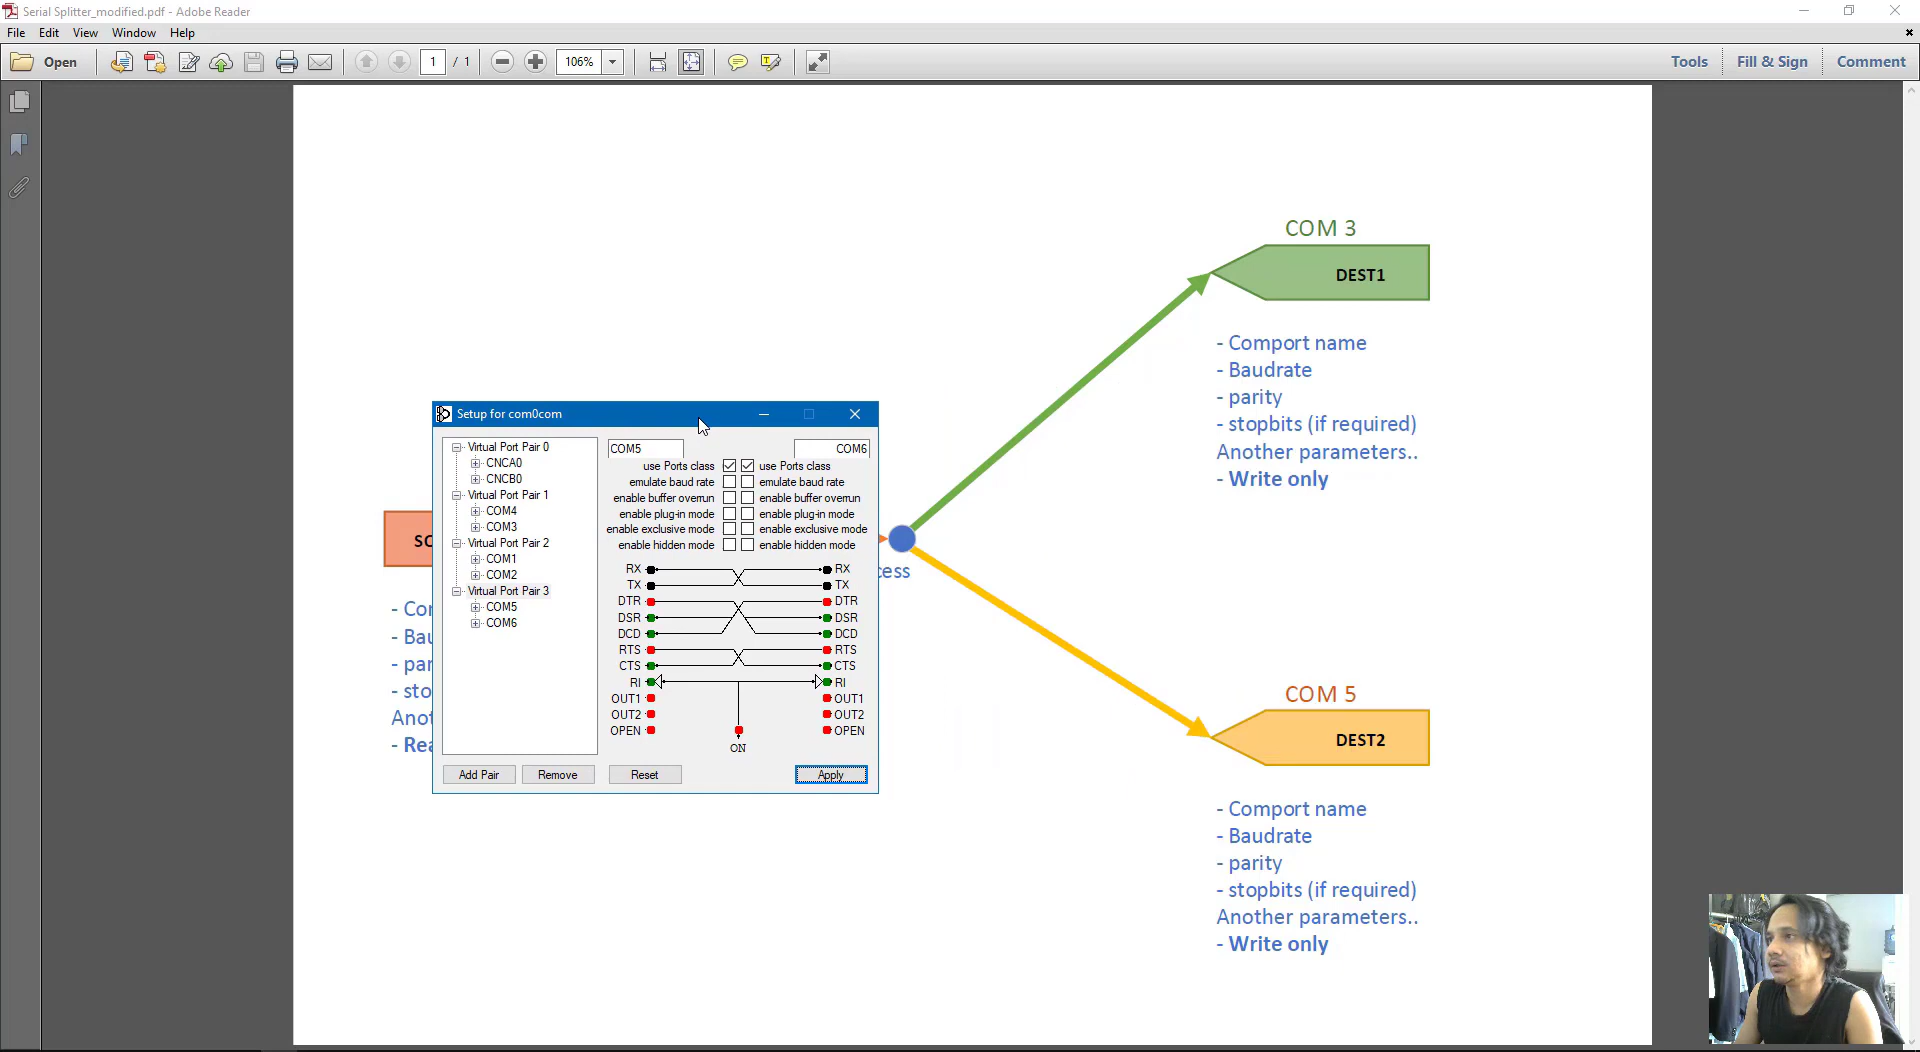 Serial Splitter_modified.pdf - Adobe Reader
File Edit View Window Help
Open 1 / 1 106% Tools Fill & Sign Comment
COM 3
DEST1
- Comport name
- Baudrate
- parity
- stopbits (if required)
Another parameters..
- Write only
Setup for com0com
Virtual Port Pair 0
CNCA0
CNCB0
Virtual Port Pair 1
COM4
COM3
Virtual Port Pair 2
COM1
COM2
Virtual Port Pair 3
COM5
COM6
COM5 COM6
use Ports class use Ports class
emulate baud rate emulate baud rate
enable buffer overrun enable buffer overrun
enable plug-in mode enable plug-in mode
enable exclusive mode enable exclusive mode
enable hidden mode enable hidden mode
RX RX
TX TX
DTR DTR
DSR DSR
DCD DCD
RTS RTS
CTS CTS
RI RI
OUT1 OUT1
OUT2 OUT2
OPEN OPEN
ON
Add Pair Remove Reset Apply
SO
cess
- Cor
- Bau
- par
- sto
Anot
- Rea
COM 5
DEST2
- Comport name
- Baudrate
- parity
- stopbits (if required)
Another parameters..
- Write only